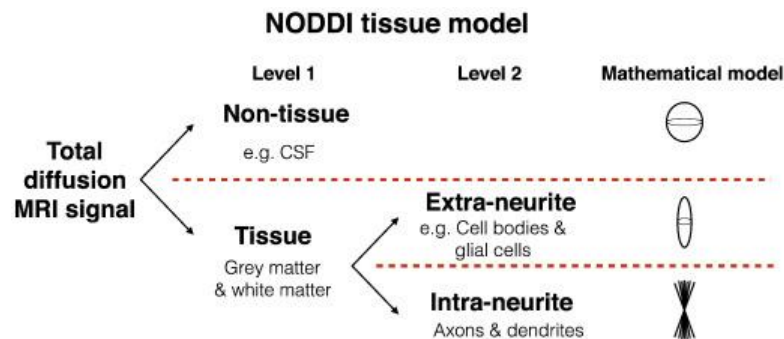 NODDI tissue model
Level 1
Level 2
Mathematical model
Non-tissue
e.g. CSF
Total
diffusion
MRI signal
Tissue
Grey matter
& white matter
Extra-neurite
e.g. Cell bodies &
glial cells
Intra-neurite
Axons & dendrites